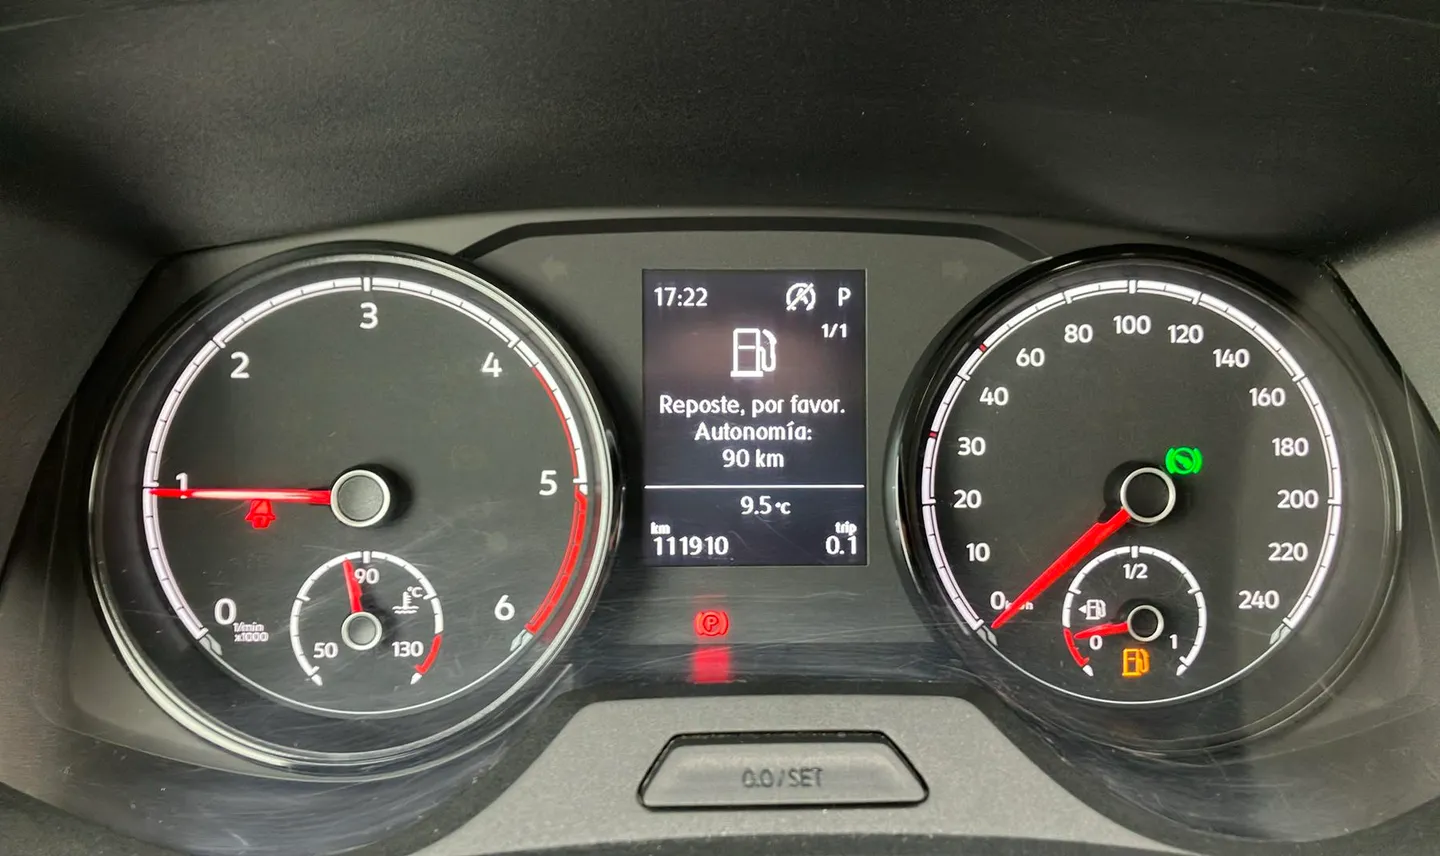 17:22 P
1/1
Reposte, por favor.
Autonomía:
90 km
9.5°C
km trip
111910 0.1
0 1 2 3 4 5 6
1/min
x1000
50 90 130
°C
0 10 20 30 40 60 80 100 120 140 160 180 200 220 240
km/h
0 1/2 1
P
0.0/SET